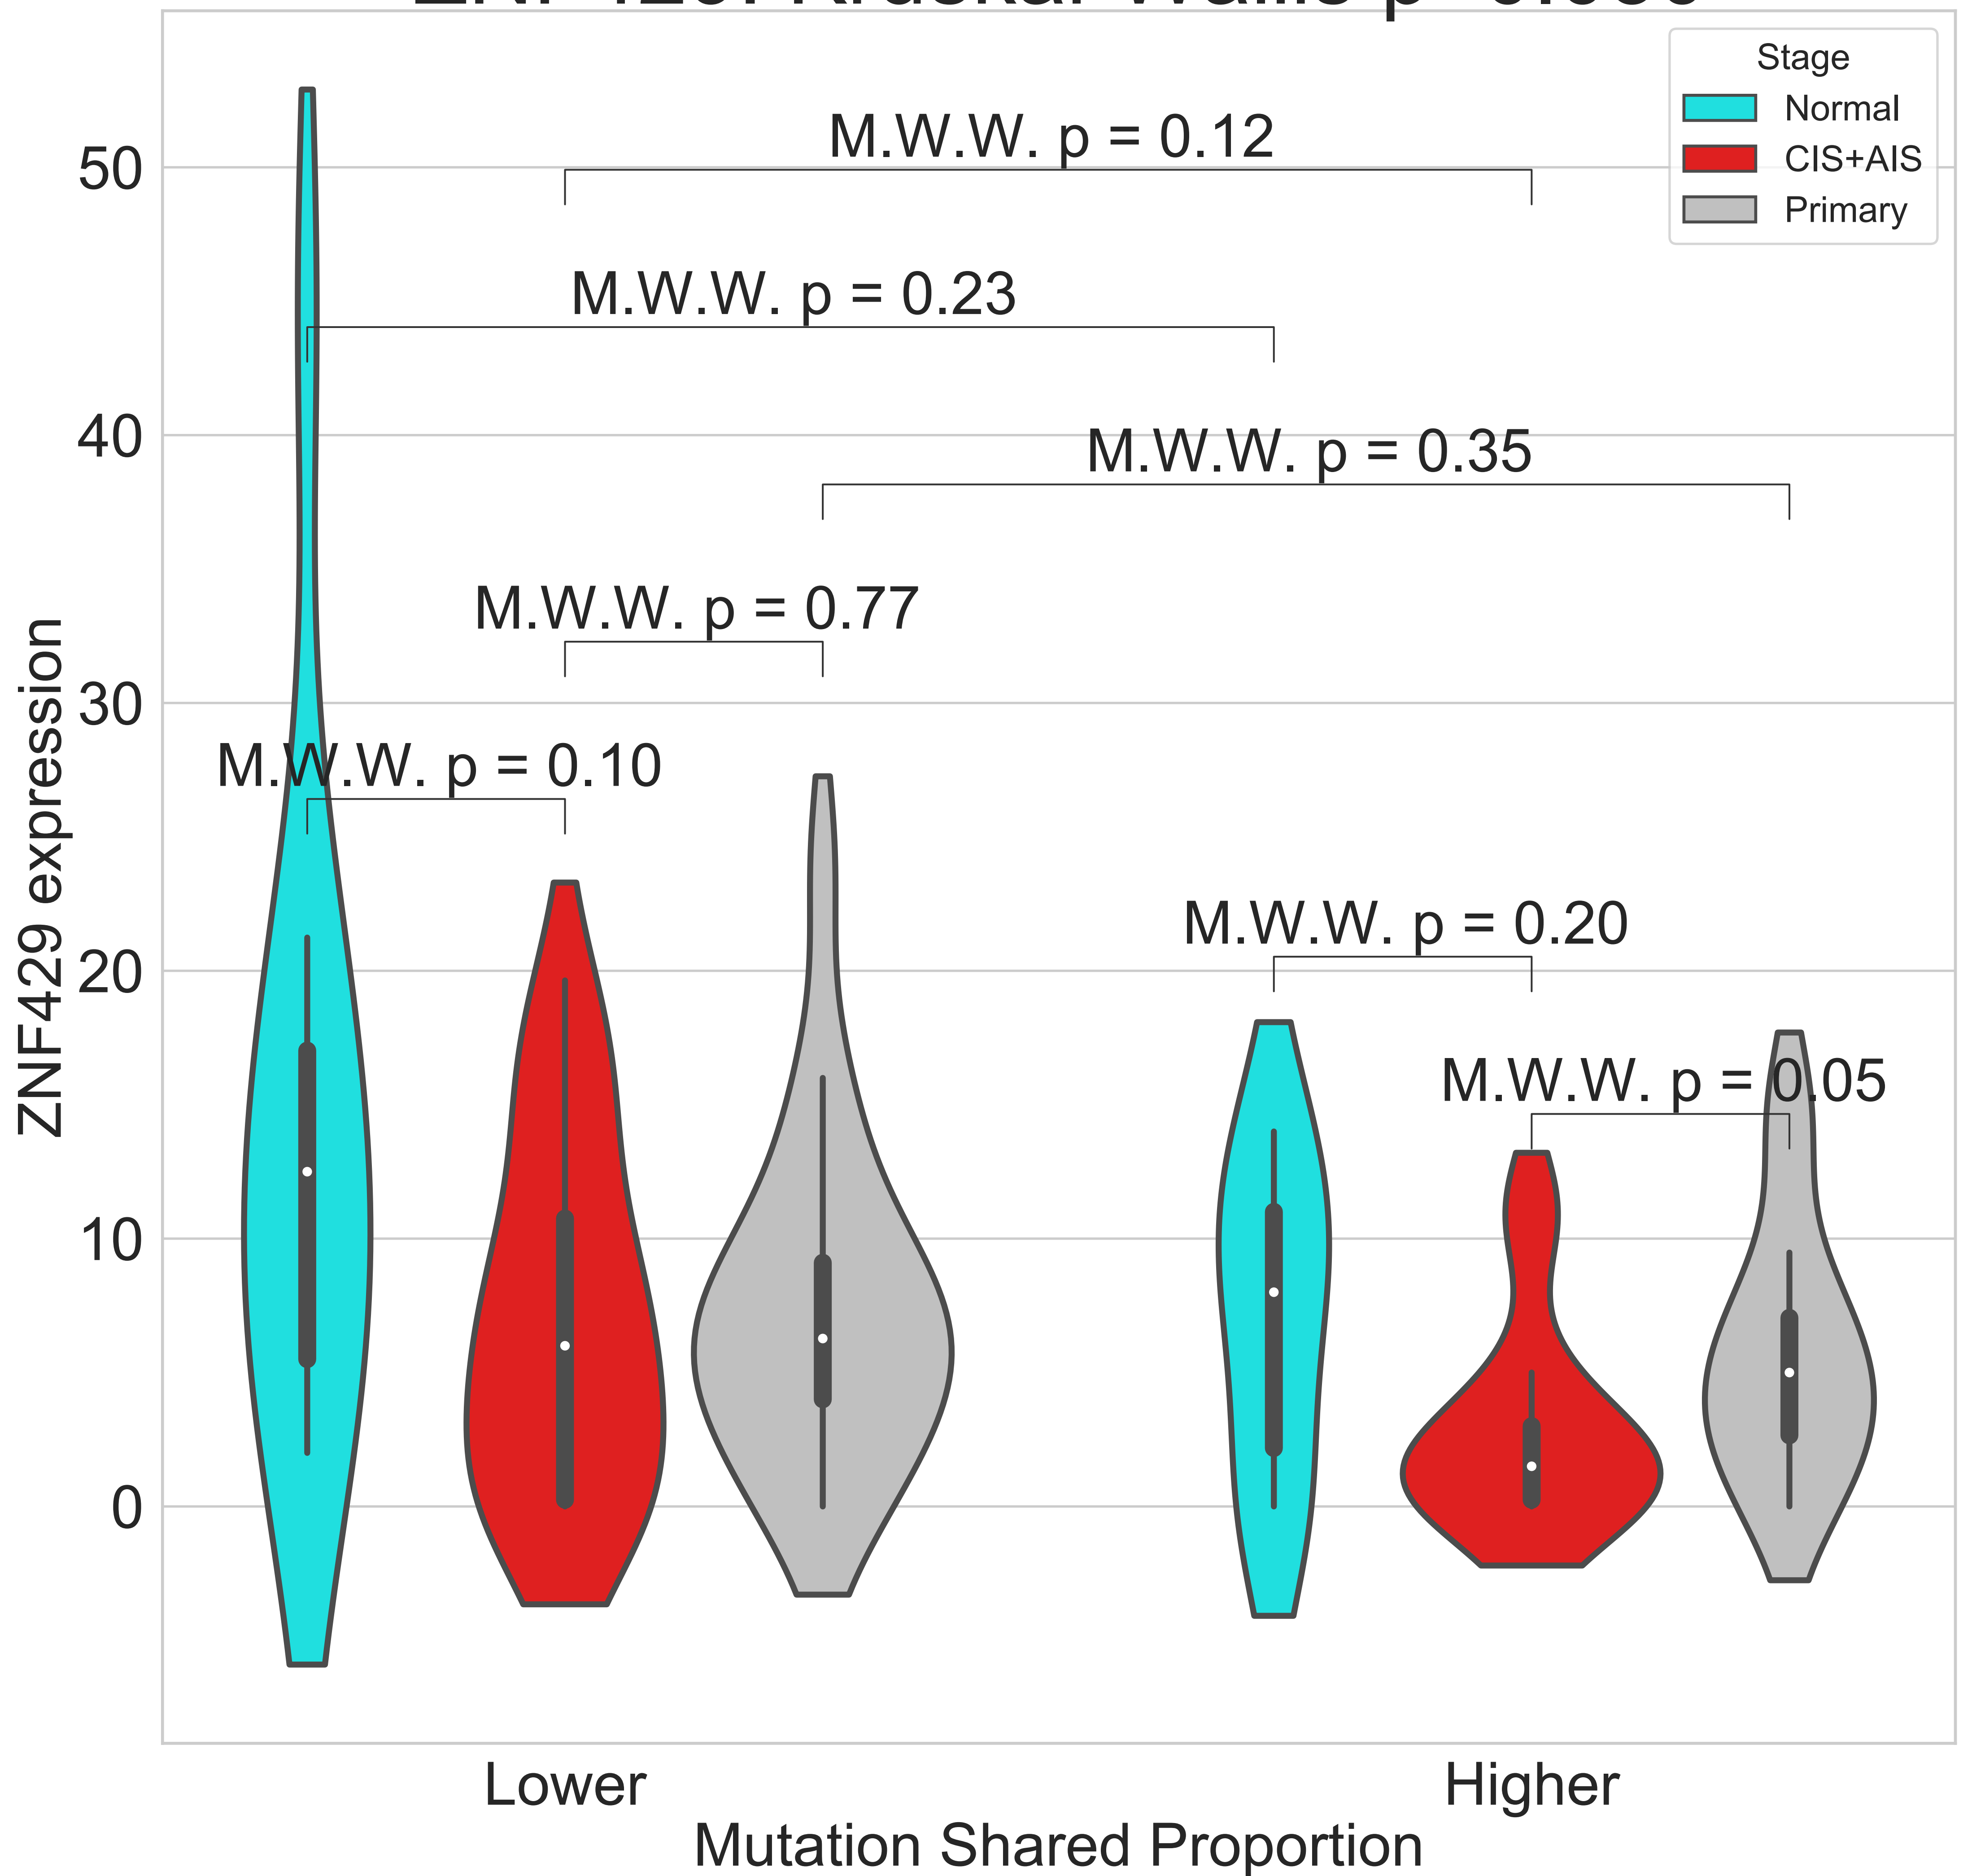 Stage
Normal
CIS+AIS
Primary
M.W.W. p = 0.12
M.W.W. p = 0.23
M.W.W. p = 0.35
M.W.W. p = 0.77
M.W.W. p = 0.10
M.W.W. p = 0.20
M.W.W. p = 0.05
50
40
30
20
10
0
ZNF429 expression
Lower
Higher
Mutation Shared Proportion